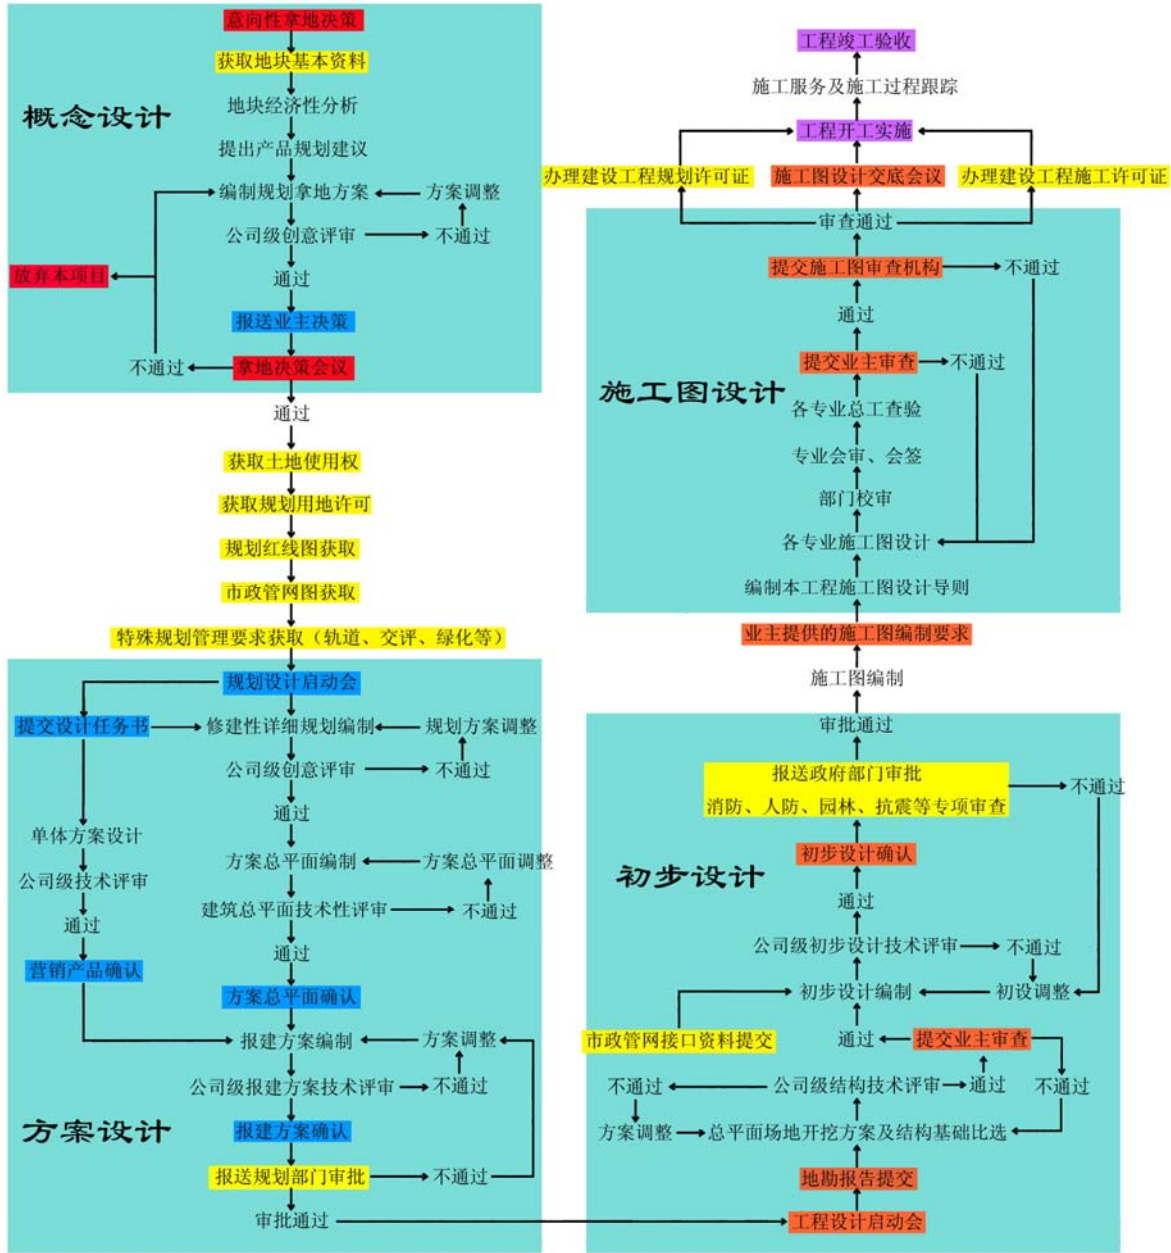 意向性拿地决策
获取地块基本资料
地块经济性分析
概念设计
提出产品规划建议
编制规划拿地方案
方案调整
公司级创意评审
不通过
放弃本项目
通过
报送业主决策
不通过
拿地决策会议
通过
获取土地使用权
获取规划用地许可
规划红线图获取
市政管网图获取
特殊规划管理要求获取（轨道、交评、绿化等）
规划设计启动会
提交设计任务书
修建性详细规划编制
规划方案调整
公司级创意评审
不通过
通过
单体方案设计
方案总平面编制
方案总平面调整
公司级技术评审
建筑总平面技术性评审
不通过
通过
通过
营销产品确认
方案总平面确认
报建方案编制
方案调整
公司级报建方案技术评审
不通过
方案设计
报建方案确认
报送规划部门审批
不通过
审批通过
工程竣工验收
施工服务及施工过程跟踪
工程开工实施
办理建设工程规划许可证
施工图设计交底会议
办理建设工程施工许可证
审查通过
提交施工图审查机构
不通过
通过
提交业主审查
不通过
施工图设计
各专业总工查验
专业会审、会签
部门校审
各专业施工图设计
编制本工程施工图设计导则
业主提供的施工图编制要求
施工图编制
审批通过
报送政府部门审批
消防、人防、园林、抗震等专项审查
不通过
初步设计确认
初步设计
通过
公司级初步设计技术评审
不通过
初步设计编制
初设调整
市政管网接口资料提交
通过
提交业主审查
不通过
公司级结构技术评审
通过
不通过
方案调整
总平面场地开挖方案及结构基础比选
地勘报告提交
工程设计启动会